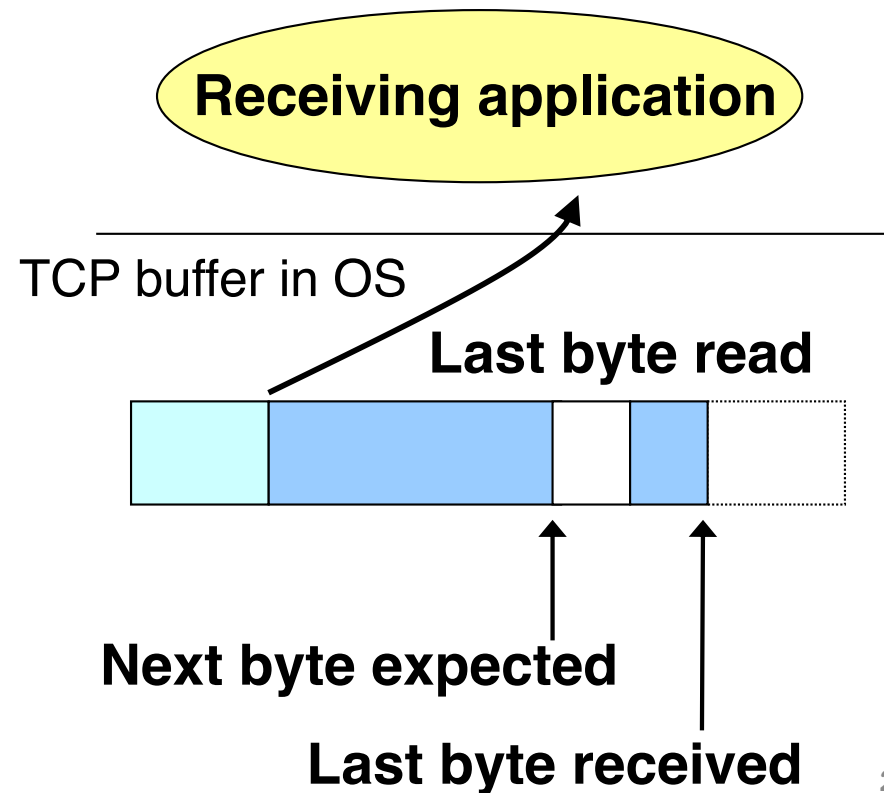 Receiving application
TCP buffer in OS
Last byte read
Next byte expected
Last byte received